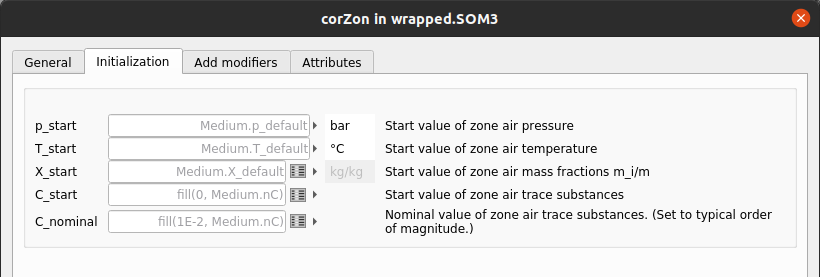 corZon in wrapped.SOM3
General Initialization Add modifiers Attributes
p_start Medium.p_default bar Start value of zone air pressure
T_start Medium.T_default °C Start value of zone air temperature
X_start Medium.X_default kg/kg Start value of zone air mass fractions m_i/m
C_start fill(0, Medium.nC) Start value of zone air trace substances
C_nominal fill(1E-2, Medium.nC) Nominal value of zone air trace substances. (Set to typical order
of magnitude.)